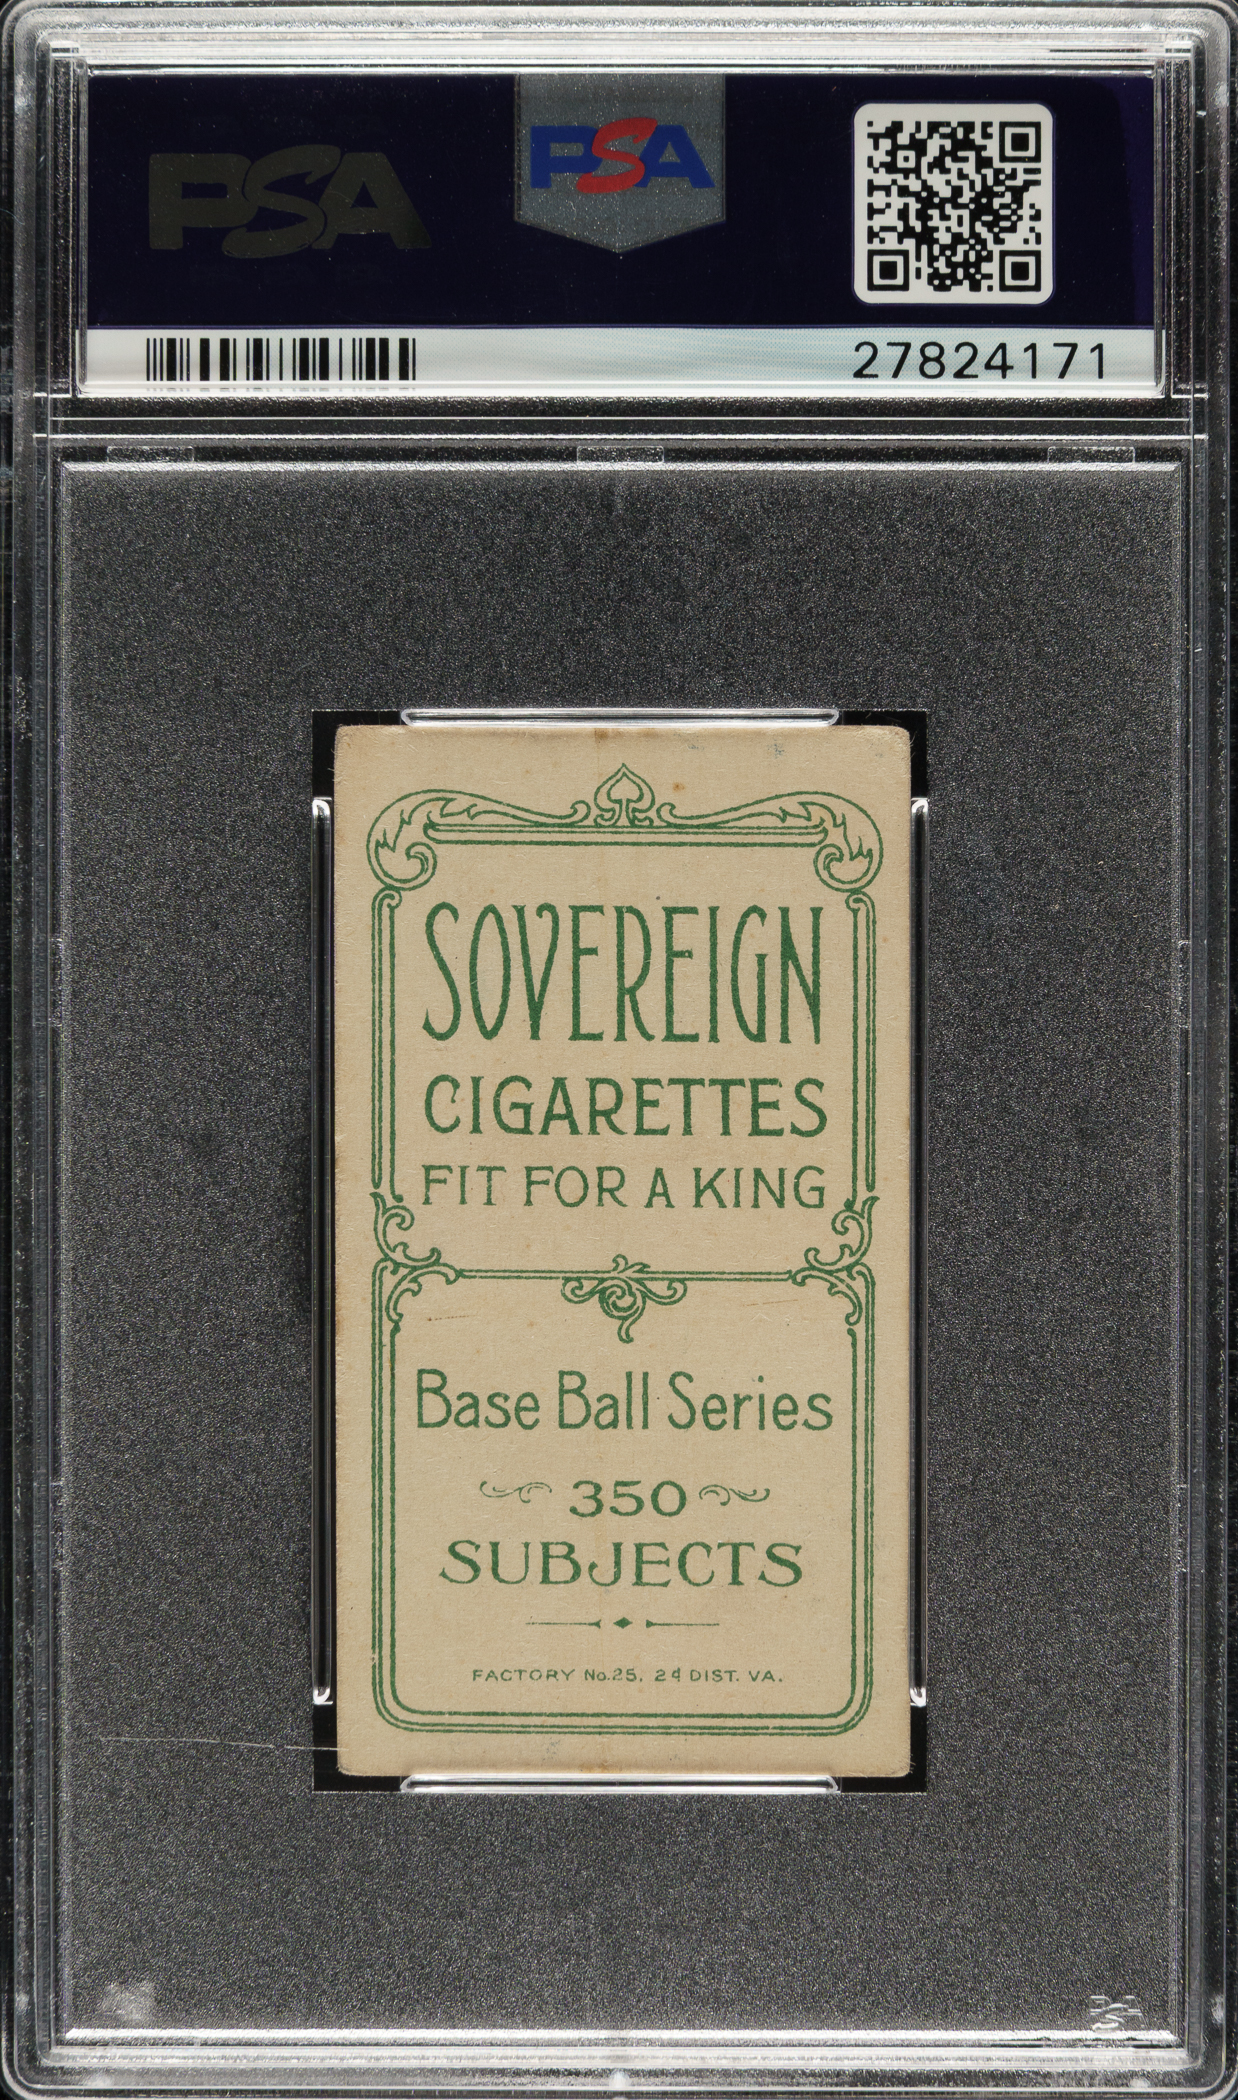 PSA
PSA
27824171
SOVEREIGN
CIGARETTES
FIT FOR A KING
Base Ball Series
350
SUBJECTS
FACTORY No.25, 2d DIST. VA.
PSA